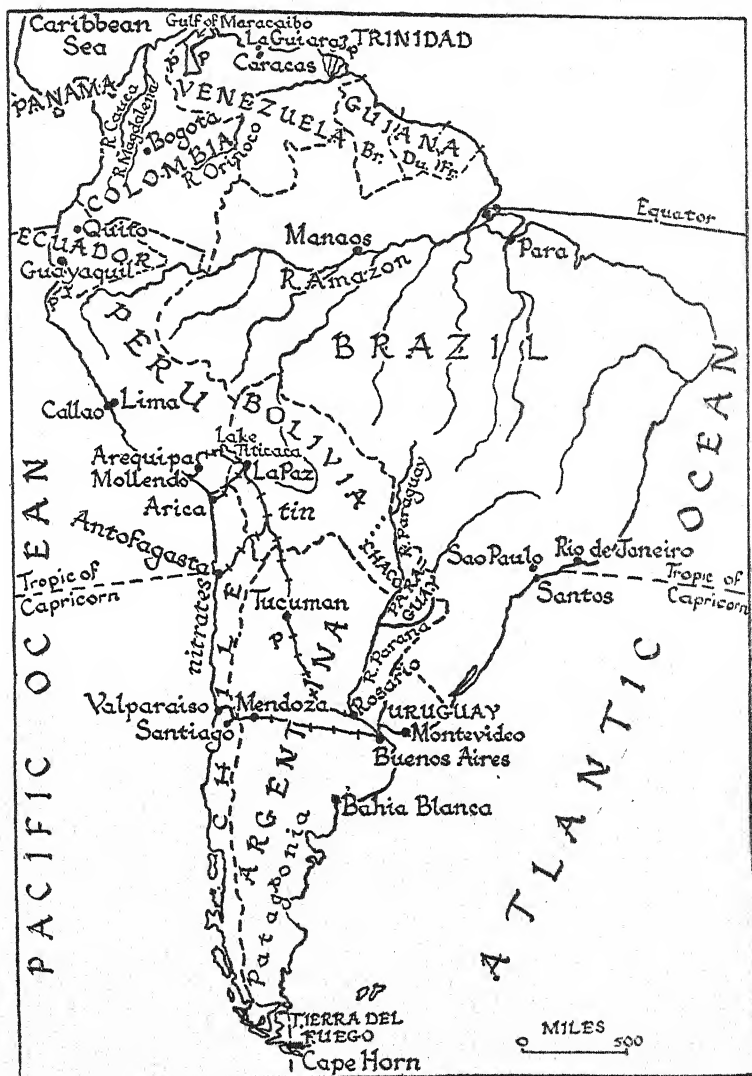 Caribbean
Sea
Gulf of Maracaibo
La Guiara
P
TRINIDAD
P
P
Caracas
PANAMA
R. Cauca
R. Magdalena
VENEZUELA
GUIANA
Bogota
COLOMBIA
R. Orinoco
Br.
Du.
Fr.
Equator
Quito
ECUADOR
Guayaquil
P
Manaos
Para
R. Amazon
PERU
BRAZIL
Lima
Callao
BOLIVIA
Lake
Titicaca
Arequipa
Mollendo
La Paz
Arica
tin
R. Paraguay
Antofagasta
CHACO
PARA-
GUAY
Sao Paulo
Rio de Janeiro
Santos
Tropic of
Capricorn
Tropic of
Capricorn
nitrates
Tucuman
P
R. Parana
Rosario
Valparaiso
Mendoza
Santiago
URUGUAY
Montevideo
Buenos Aires
CHILE
ARGENTINA
Bahia Blanca
Patagonia
PACIFIC OCEAN
ATLANTIC OCEAN
TIERRA DEL
FUEGO
Cape Horn
MILES
0 500